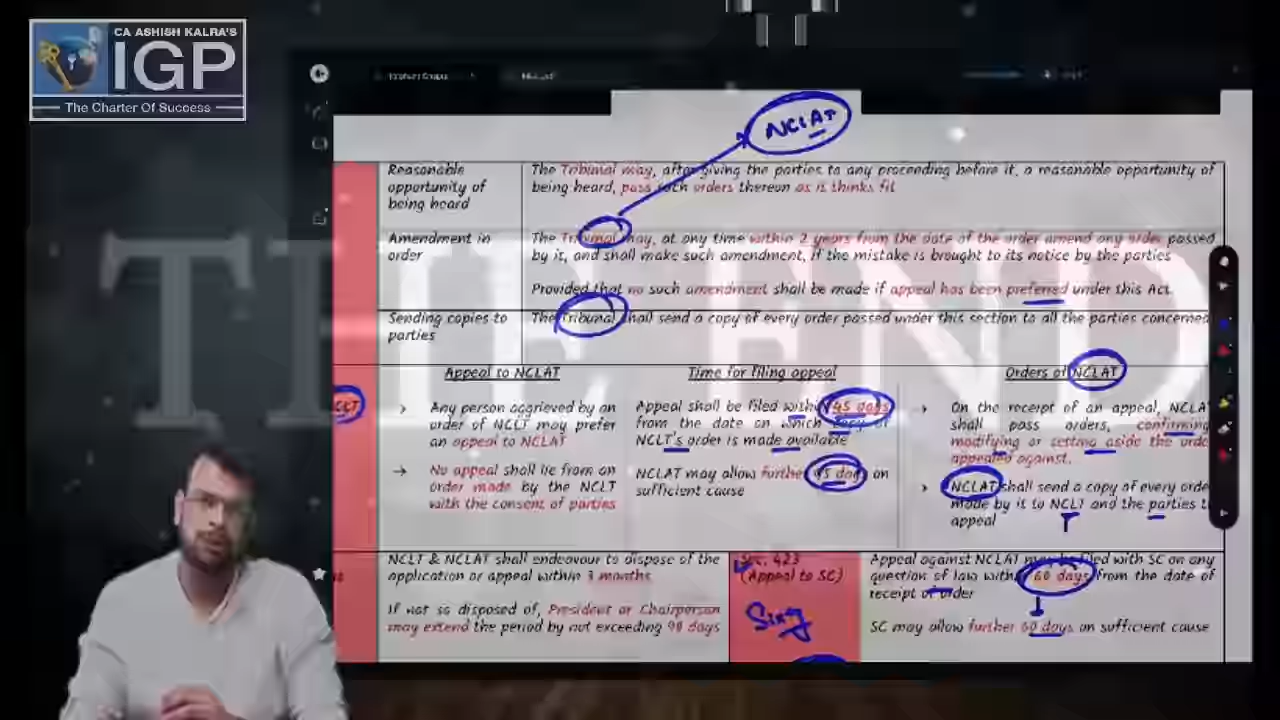 CA ASHISH KALRA'S
IGP
The Charter Of Success
NCLAT
Reasonable
opportunity of
being heard
The Tribunal may, after giving the parties to any proceeding before it, a reasonable opportunity of
being heard, pass such orders thereon as it thinks fit
Amendment in
order
The Tribunal may, at any time within 2 years from the date of the order amend any order passed
by it, and shall make such amendment, if the mistake is brought to its notice by the parties
Provided that no such amendment shall be made if appeal has been preferred under this Act
Sending copies to
parties
The Tribunal shall send a copy of every order passed under this section to all the parties concerned
THE END
Appeal to NCLAT
Any person aggrieved by an
order of NCLT may prefer
an appeal to NCLAT
No appeal shall lie from an
order made by the NCLT
with the consent of parties
Time for filing appeal
Appeal shall be filed within 45 days
from the date on which copy of
NCLT's order is made available
NCLAT may allow further 45 days on
sufficient cause
Orders of NCLAT
On the receipt of an appeal, NCLA
shall pass orders, confirming
modifying or setting aside the orde
appealed against.
NCLAT shall send a copy of every orde
made by it to NCLT and the parties t
appeal
NCLT & NCLAT shall endeavour to dispose of the
application or appeal within 3 months
If not so disposed of, President or Chairperson
may extend the period by not exceeding 90 days
Sec. 423
(Appeal to SC)
Sixty
Appeal against NCLAT may be filed with SC on any
question of law within 60 days from the date of
receipt of order
SC may allow further 60 days on sufficient cause